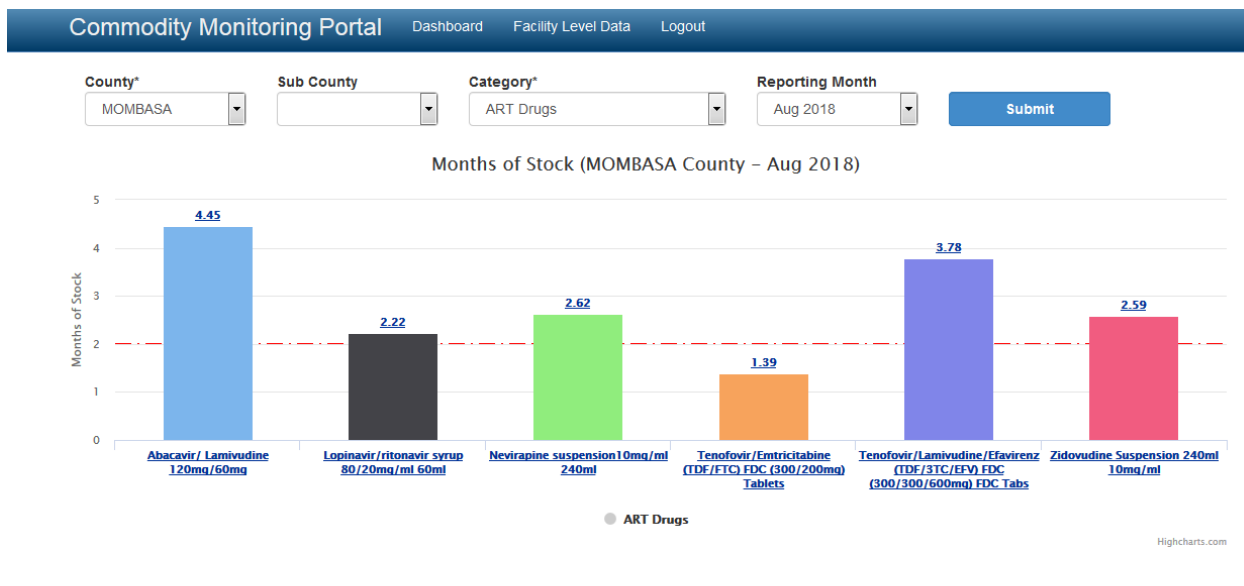 Commodity Monitoring Portal Dashboard Facility Level Data Logout
County* Sub County Category* Reporting Month
MOMBASA ART Drugs Aug 2018 Submit
Months of Stock (MOMBASA County – Aug 2018)
Months of Stock
5
4
3
2
1
0
4.45
2.22
2.62
1.39
3.78
2.59
Abacavir/ Lamivudine
120mg/60mg
Lopinavir/ritonavir syrup
80/20mg/ml 60ml
Nevirapine suspension10mg/ml
240ml
Tenofovir/Emtricitabine
(TDF/FTC) FDC (300/200mg)
Tablets
Tenofovir/Lamivudine/Efavirenz
(TDF/3TC/EFV) FDC
(300/300/600mg) FDC Tabs
Zidovudine Suspension 240ml
10mg/ml
ART Drugs
Highcharts.com